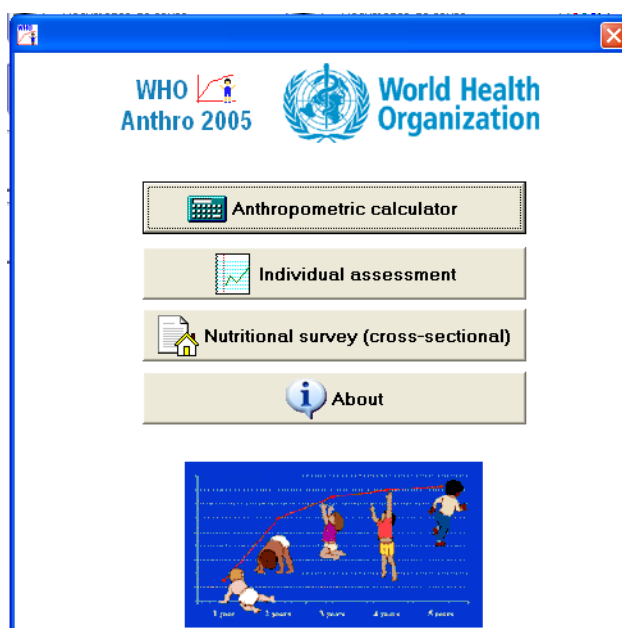 WHO
Anthro 2005
World Health
Organization
Anthropometric calculator
Individual assessment
Nutritional survey (cross-sectional)
About
1 year 2 years 3 years 4 years 5 years